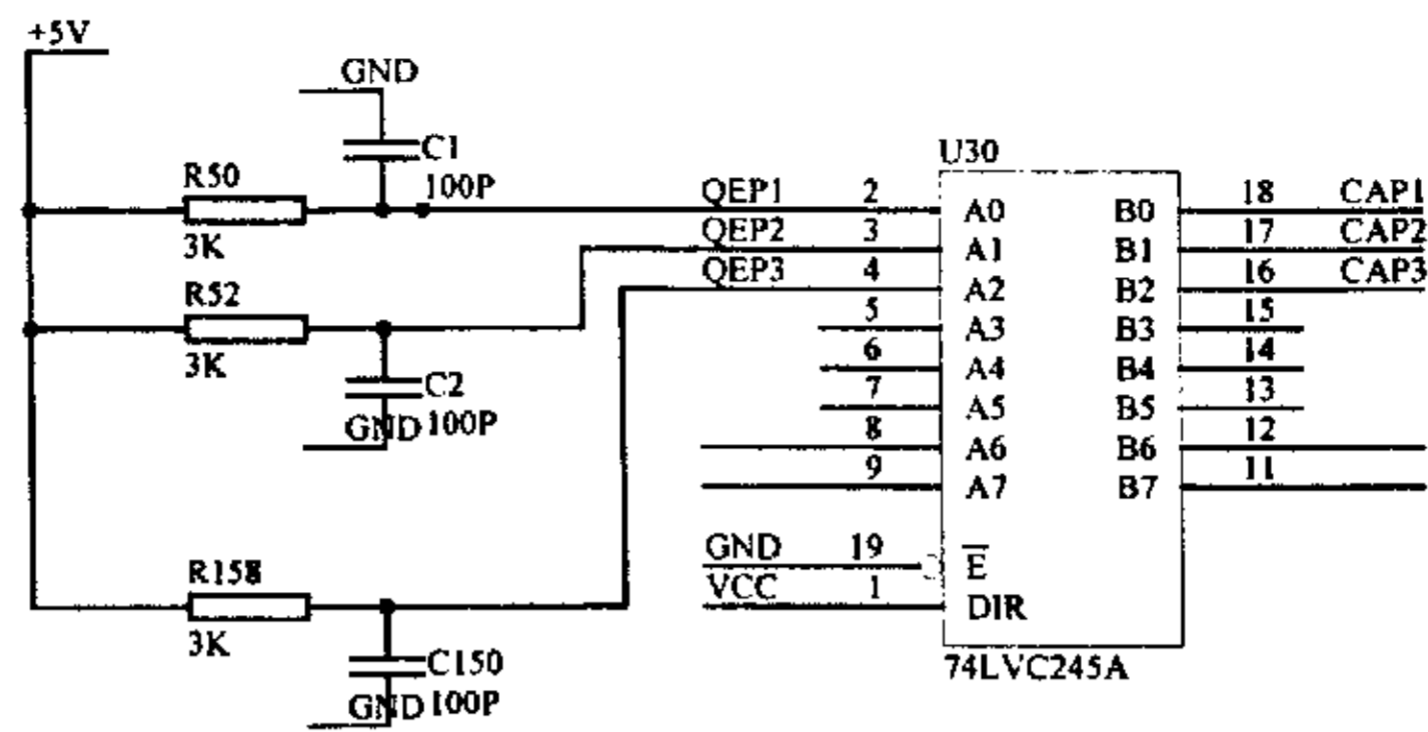 +5V
GND
C1
100P
R50
3K
QEP1 2
QEP2 3
QEP3 4
5
6
7
8
9
GND 19
VCC 1
R52
3K
C2
GND 100P
R158
3K
C150
GND 100P
U30
A0 B0
A1 B1
A2 B2
A3 B3
A4 B4
A5 B5
A6 B6
A7 B7
E
DIR
74LVC245A
18 CAP1
17 CAP2
16 CAP3
15
14
13
12
11